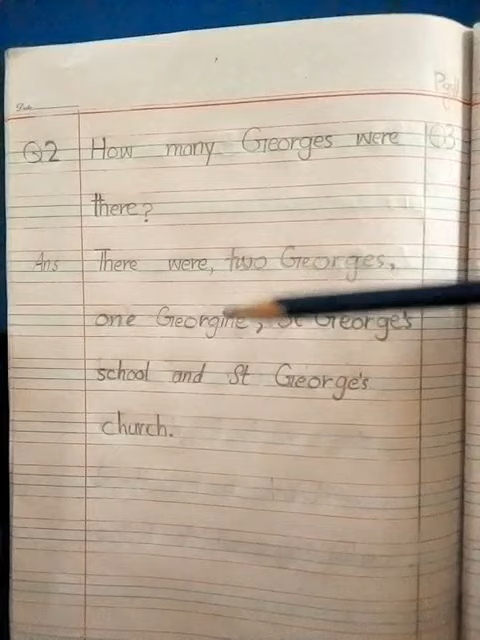 Date
Q2 How many Georges were
there?
Ans There were, two Georges,
one Georgine, St George's
school and St George's
church.